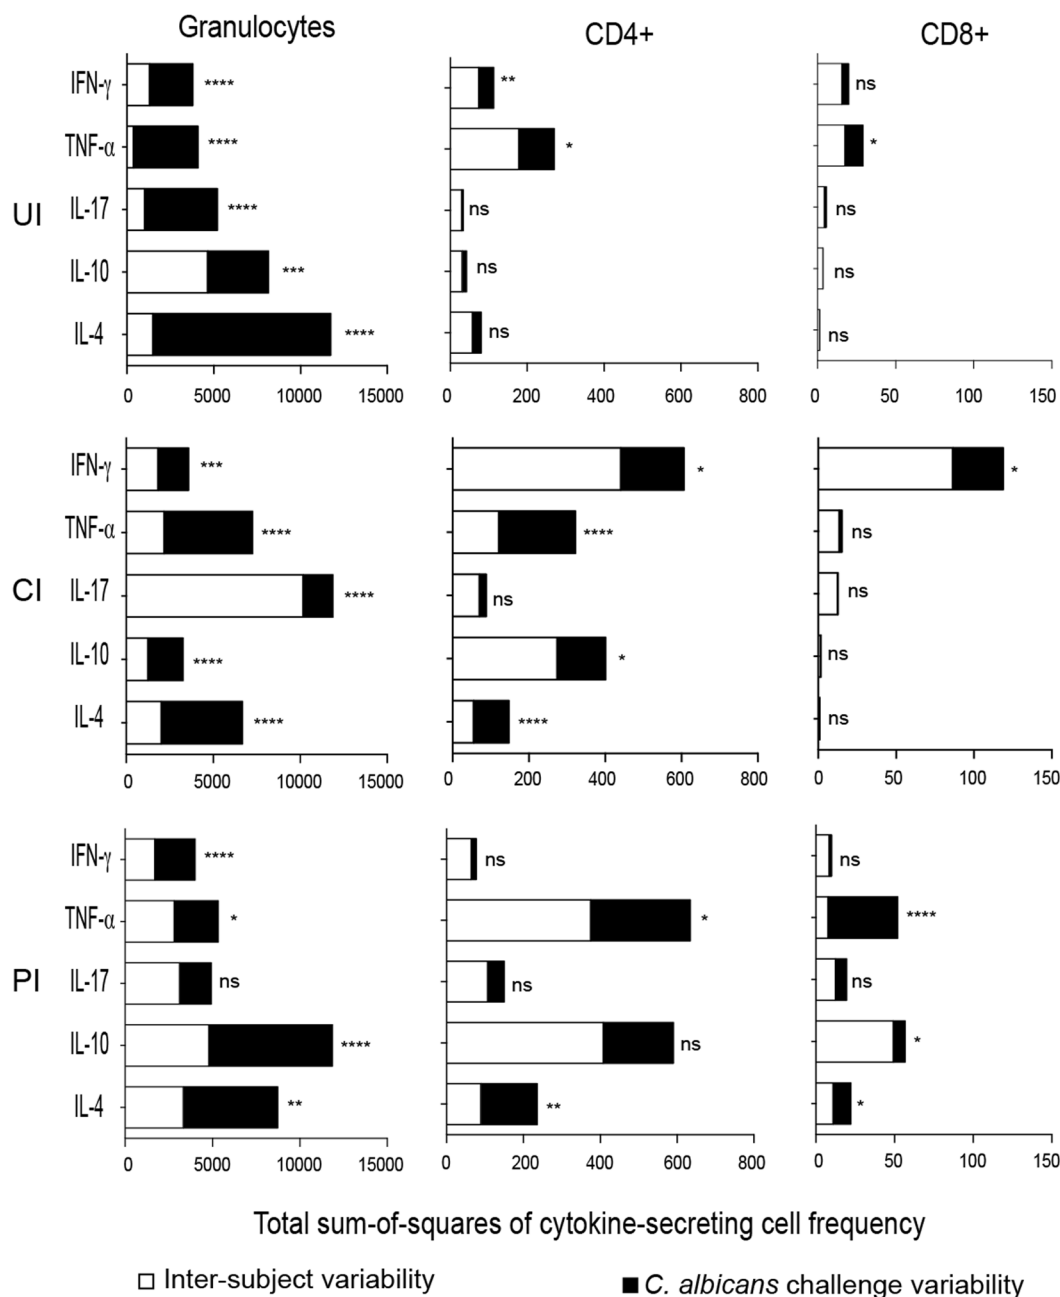 Granulocytes CD4+ CD8+
UI
IFN-γ **** ** ns
TNF-α **** * *
IL-17 **** ns ns
IL-10 *** ns ns
IL-4 **** ns ns
0 5000 10000 15000 0 200 400 600 800 0 50 100 150
CI
IFN-γ *** * *
TNF-α **** **** ns
IL-17 **** ns ns
IL-10 **** * ns
IL-4 **** **** ns
0 5000 10000 15000 0 200 400 600 800 0 50 100 150
PI
IFN-γ **** ns ns
TNF-α * * ****
IL-17 ns ns ns
IL-10 **** ns *
IL-4 ** ** *
0 5000 10000 15000 0 200 400 600 800 0 50 100 150
Total sum-of-squares of cytokine-secreting cell frequency
Inter-subject variability C. albicans challenge variability